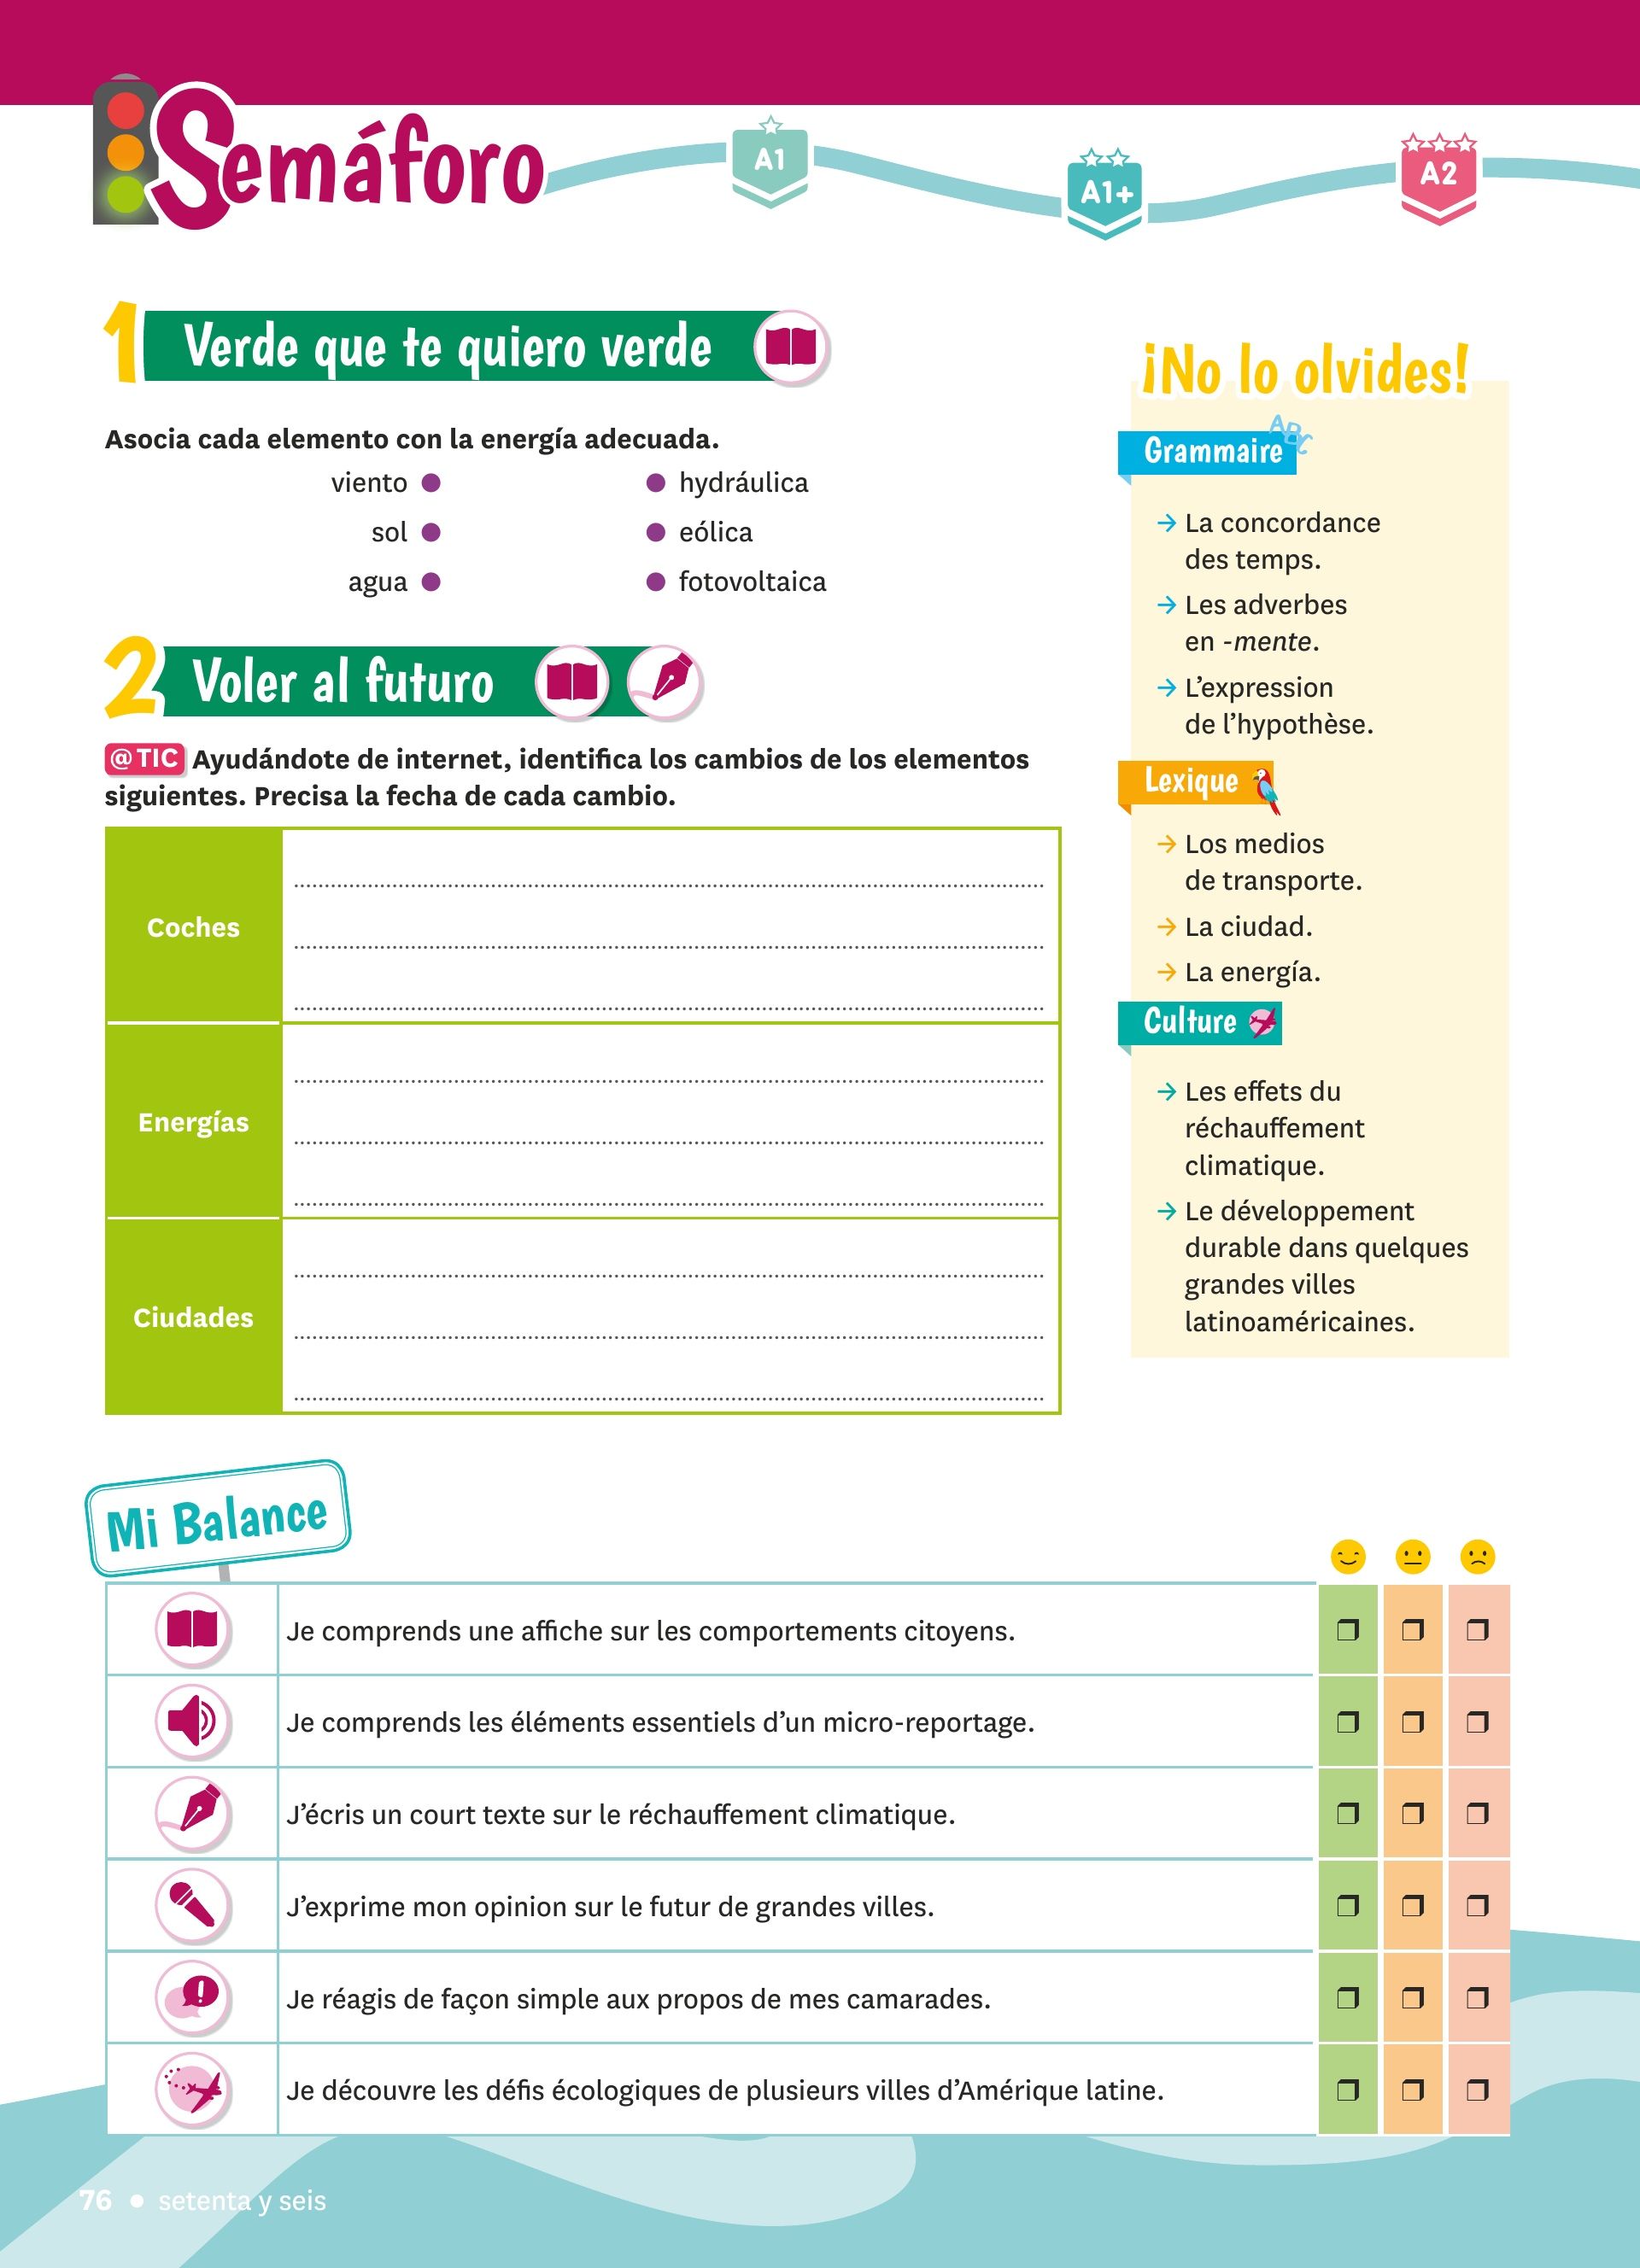 Semáforo
A1
A1+
A2
1 Verde que te quiero verde
Asocia cada elemento con la energía adecuada.
viento ● ● hydráulica
sol ● ● eólica
agua ● ● fotovoltaica
2 Voler al futuro
@TIC Ayudándote de internet, identifica los cambios de los elementos
siguientes. Precisa la fecha de cada cambio.
Coches
Energías
Ciudades
¡No lo olvides!
Grammaire ABC
→ La concordance
des temps.
→ Les adverbes
en -mente.
→ L’expression
de l’hypothèse.
Lexique
→ Los medios
de transporte.
→ La ciudad.
→ La energía.
Culture
→ Les effets du
réchauffement
climatique.
→ Le développement
durable dans quelques
grandes villes
latinoaméricaines.
Mi Balance
Je comprends une affiche sur les comportements citoyens. ❒ ❒ ❒
Je comprends les éléments essentiels d’un micro-reportage. ❒ ❒ ❒
J’écris un court texte sur le réchauffement climatique. ❒ ❒ ❒
J’exprime mon opinion sur le futur de grandes villes. ❒ ❒ ❒
Je réagis de façon simple aux propos de mes camarades. ❒ ❒ ❒
Je découvre les défis écologiques de plusieurs villes d’Amérique latine. ❒ ❒ ❒
76 ● setenta y seis